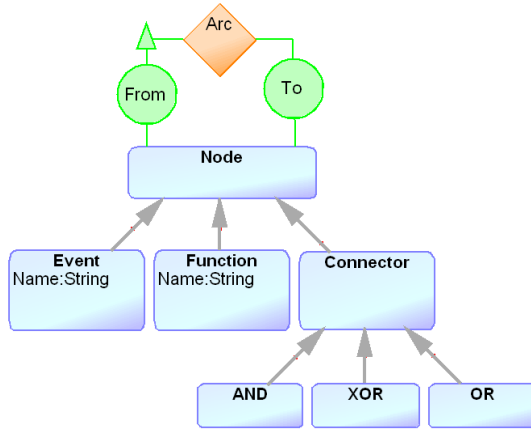 Arc
From
To
Node
Event
Name:String
Function
Name:String
Connector
AND
XOR
OR